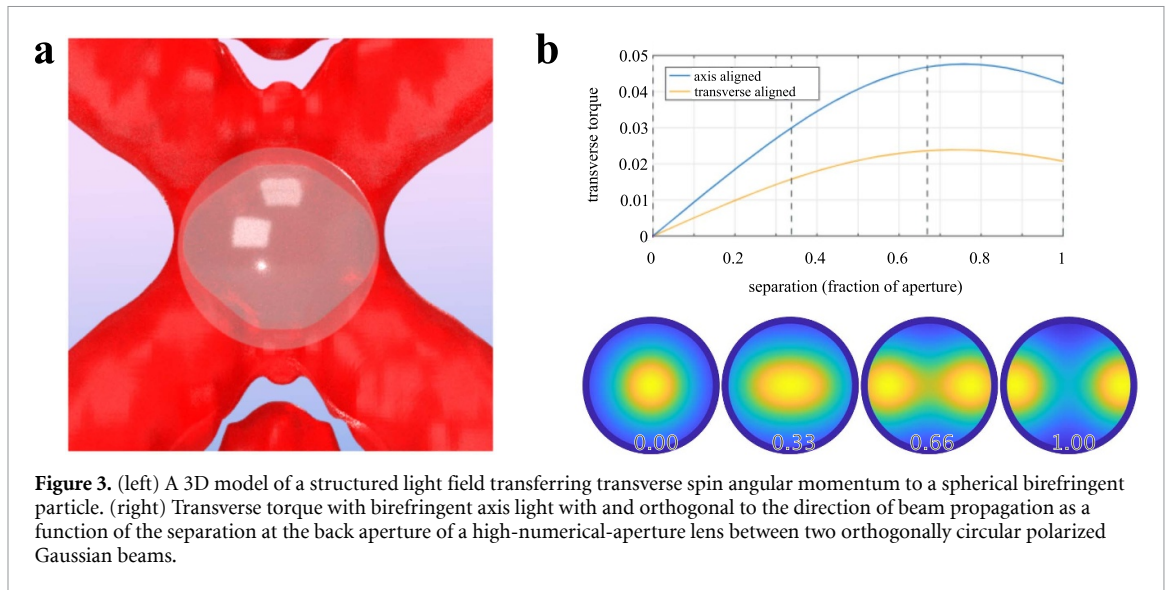 a
b
0.05
0.04
0.03
0.02
0.01
0
transverse torque
axis aligned
transverse aligned
0 0.2 0.4 0.6 0.8 1
separation (fraction of aperture)
0.00 0.33 0.66 1.00
Figure 3. (left) A 3D model of a structured light field transferring transverse spin angular momentum to a spherical birefringent
particle. (right) Transverse torque with birefringent axis light with and orthogonal to the direction of beam propagation as a
function of the separation at the back aperture of a high-numerical-aperture lens between two orthogonally circular polarized
Gaussian beams.